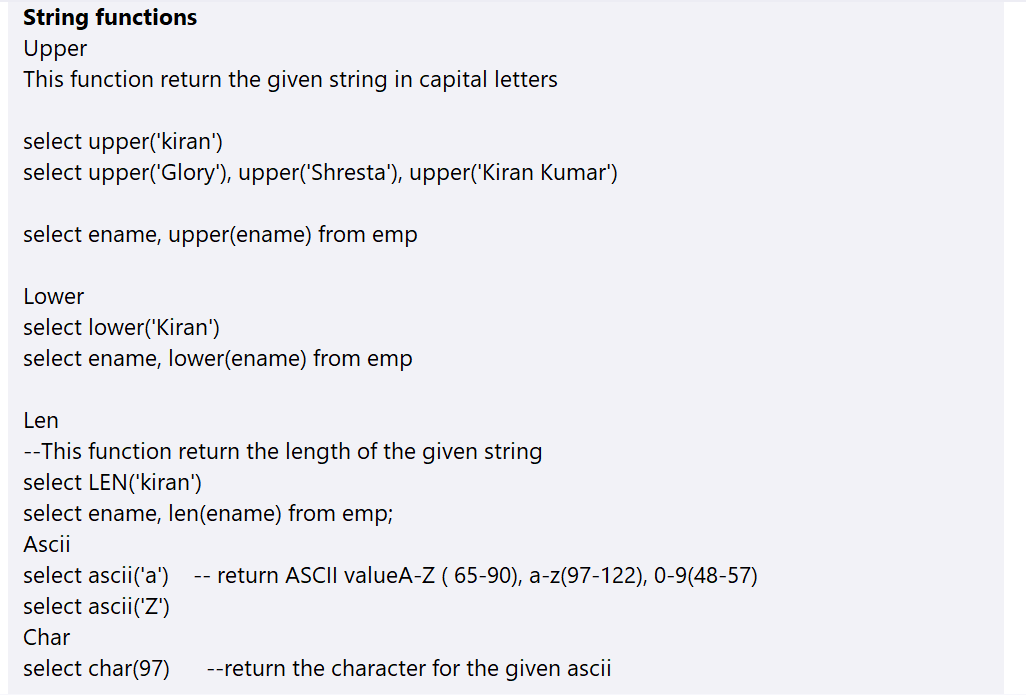 String functions
Upper
This function return the given string in capital letters
select upper('kiran')
select upper('Glory'), upper('Shresta'), upper('Kiran Kumar')
select ename, upper(ename) from emp
Lower
select lower('Kiran')
select ename, lower(ename) from emp
Len
--This function return the length of the given string
select LEN('kiran')
select ename, len(ename) from emp;
Ascii
select ascii('a')    -- return ASCII valueA-Z ( 65-90), a-z(97-122), 0-9(48-57)
select ascii('Z')
Char
select char(97)      --return the character for the given ascii